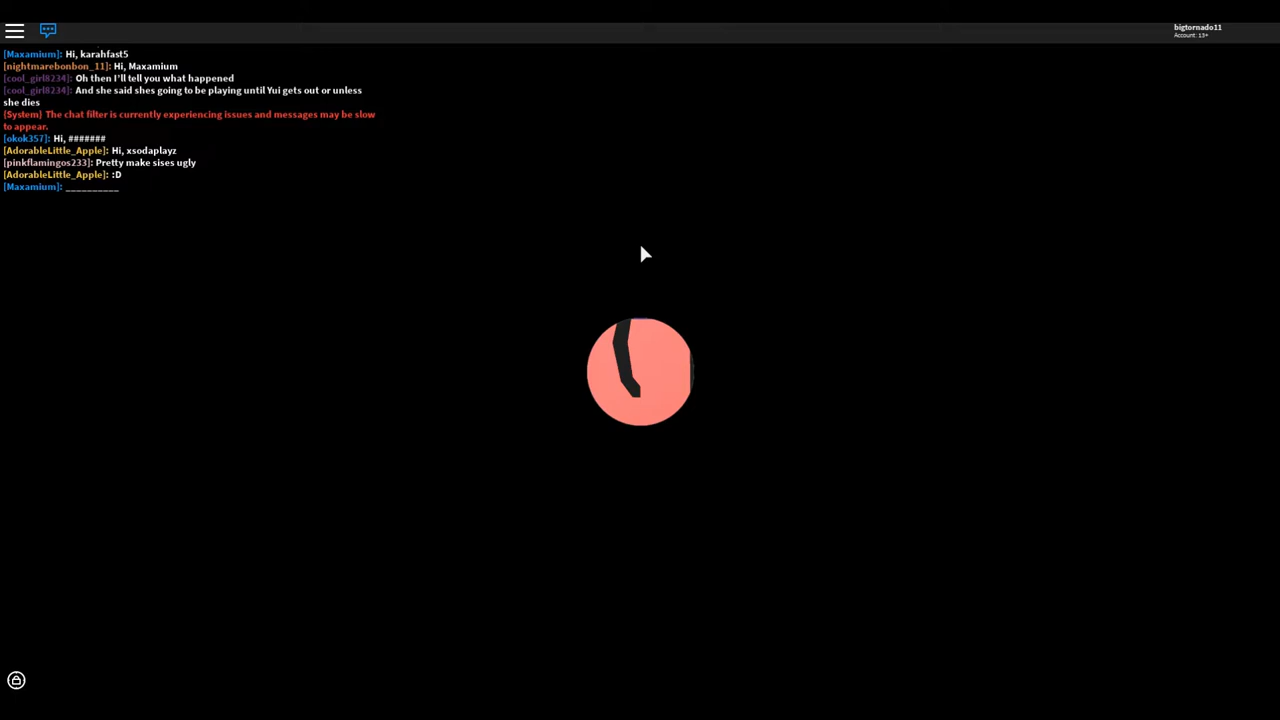 bigtornado11
Account: 13+
[Maxamium]: Hi, karahfast5
[nightmarebonbon_11]: Hi, Maxamium
[cool_girl8234]: Oh then I'll tell you what happened
[cool_girl8234]: And she said shes going to be playing until Yui gets out or unless
she dies
{System} The chat filter is currently experiencing issues and messages may be slow
to appear.
[okok357]: Hi, #######
[AdorableLittle_Apple]: Hi, xsodaplayz
[pinkflamingos233]: Pretty make sises ugly
[AdorableLittle_Apple]: :D
[Maxamium]: __________